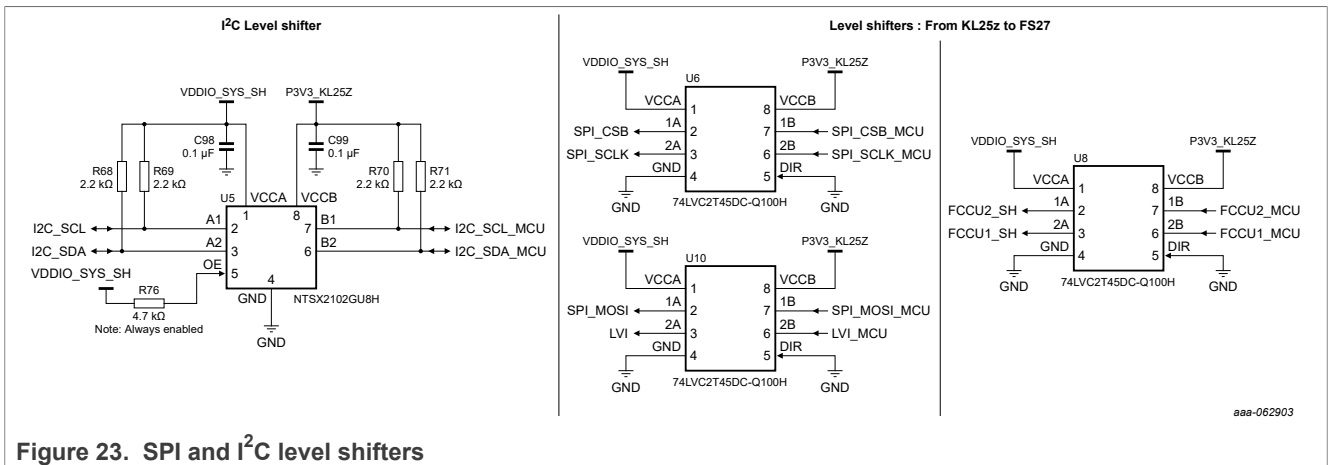 I²C Level shifter
VDDIO_SYS_SH
P3V3_KL25Z
C98
0.1 µF
C99
0.1 µF
R68
2.2 kΩ
R69
2.2 kΩ
R70
2.2 kΩ
R71
2.2 kΩ
U5
VCCA
VCCB
1
8
I2C_SCL
A1
2
7
B1
I2C_SCL_MCU
I2C_SDA
A2
3
6
B2
I2C_SDA_MCU
OE
5
4
VDDIO_SYS_SH
R76
4.7 kΩ
Note: Always enabled
GND
NTSX2102GU8H
GND
Level shifters : From KL25z to FS27
VDDIO_SYS_SH
P3V3_KL25Z
U6
VCCA
1
8
VCCB
SPI_CSB
1A
2
7
1B
SPI_CSB_MCU
SPI_SCLK
2A
3
6
2B
SPI_SCLK_MCU
GND
4
5
DIR
GND
GND
74LVC2T45DC-Q100H
VDDIO_SYS_SH
P3V3_KL25Z
U10
VCCA
1
8
VCCB
SPI_MOSI
1A
2
7
1B
SPI_MOSI_MCU
LVI
2A
3
6
2B
LVI_MCU
GND
4
5
DIR
GND
GND
74LVC2T45DC-Q100H
VDDIO_SYS_SH
P3V3_KL25Z
U8
VCCA
1
8
VCCB
FCCU2_SH
1A
2
7
1B
FCCU2_MCU
FCCU1_SH
2A
3
6
2B
FCCU1_MCU
GND
4
5
DIR
GND
GND
74LVC2T45DC-Q100H
aaa-062903
Figure 23. SPI and I²C level shifters